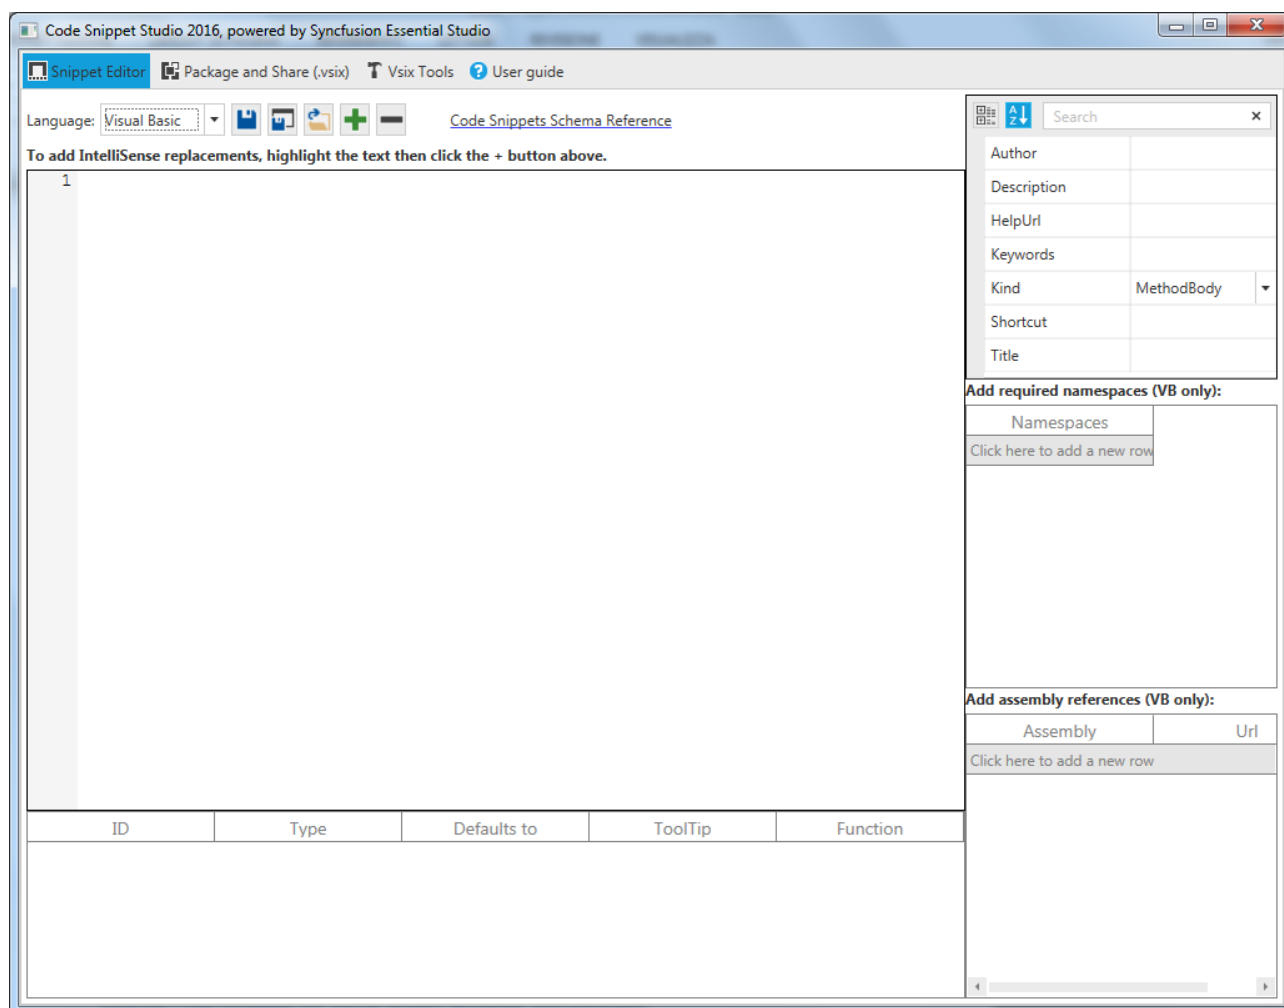 Code Snippet Studio 2016, powered by Syncfusion Essential Studio
Snippet Editor Package and Share (.vsix) Vsix Tools User guide
Language: Visual Basic Code Snippets Schema Reference
To add IntelliSense replacements, highlight the text then click the + button above.
1
Search
Author
Description
HelpUrl
Keywords
Kind MethodBody
Shortcut
Title
Add required namespaces (VB only):
Namespaces
Click here to add a new row
Add assembly references (VB only):
Assembly Url
Click here to add a new row
ID Type Defaults to ToolTip Function